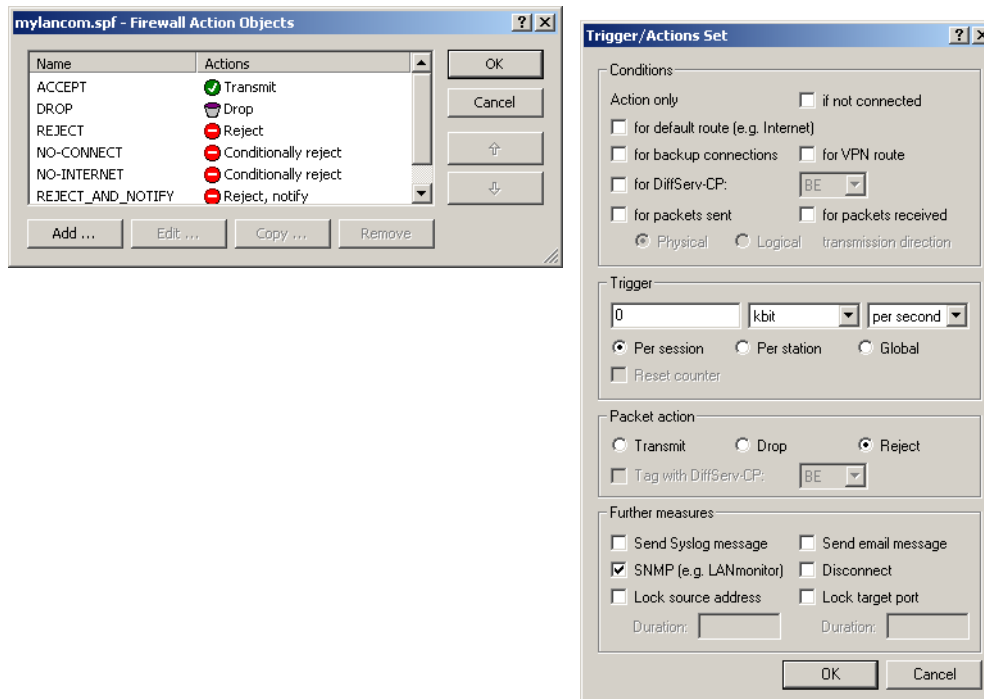 mylancom.spf - Firewall Action Objects
Name Actions
ACCEPT Transmit
DROP Drop
REJECT Reject
NO-CONNECT Conditionally reject
NO-INTERNET Conditionally reject
REJECT_AND_NOTIFY Reject, notify
OK
Cancel
Add ... Edit ... Copy ... Remove
Trigger/Actions Set
Conditions
Action only if not connected
for default route (e.g. Internet)
for backup connections for VPN route
for DiffServ-CP: BE
for packets sent for packets received
Physical Logical transmission direction
Trigger
0 kbit per second
Per session Per station Global
Reset counter
Packet action
Transmit Drop Reject
Tag with DiffServ-CP: BE
Further measures
Send Syslog message Send email message
SNMP (e.g. LANmonitor) Disconnect
Lock source address Lock target port
Duration: Duration:
OK Cancel